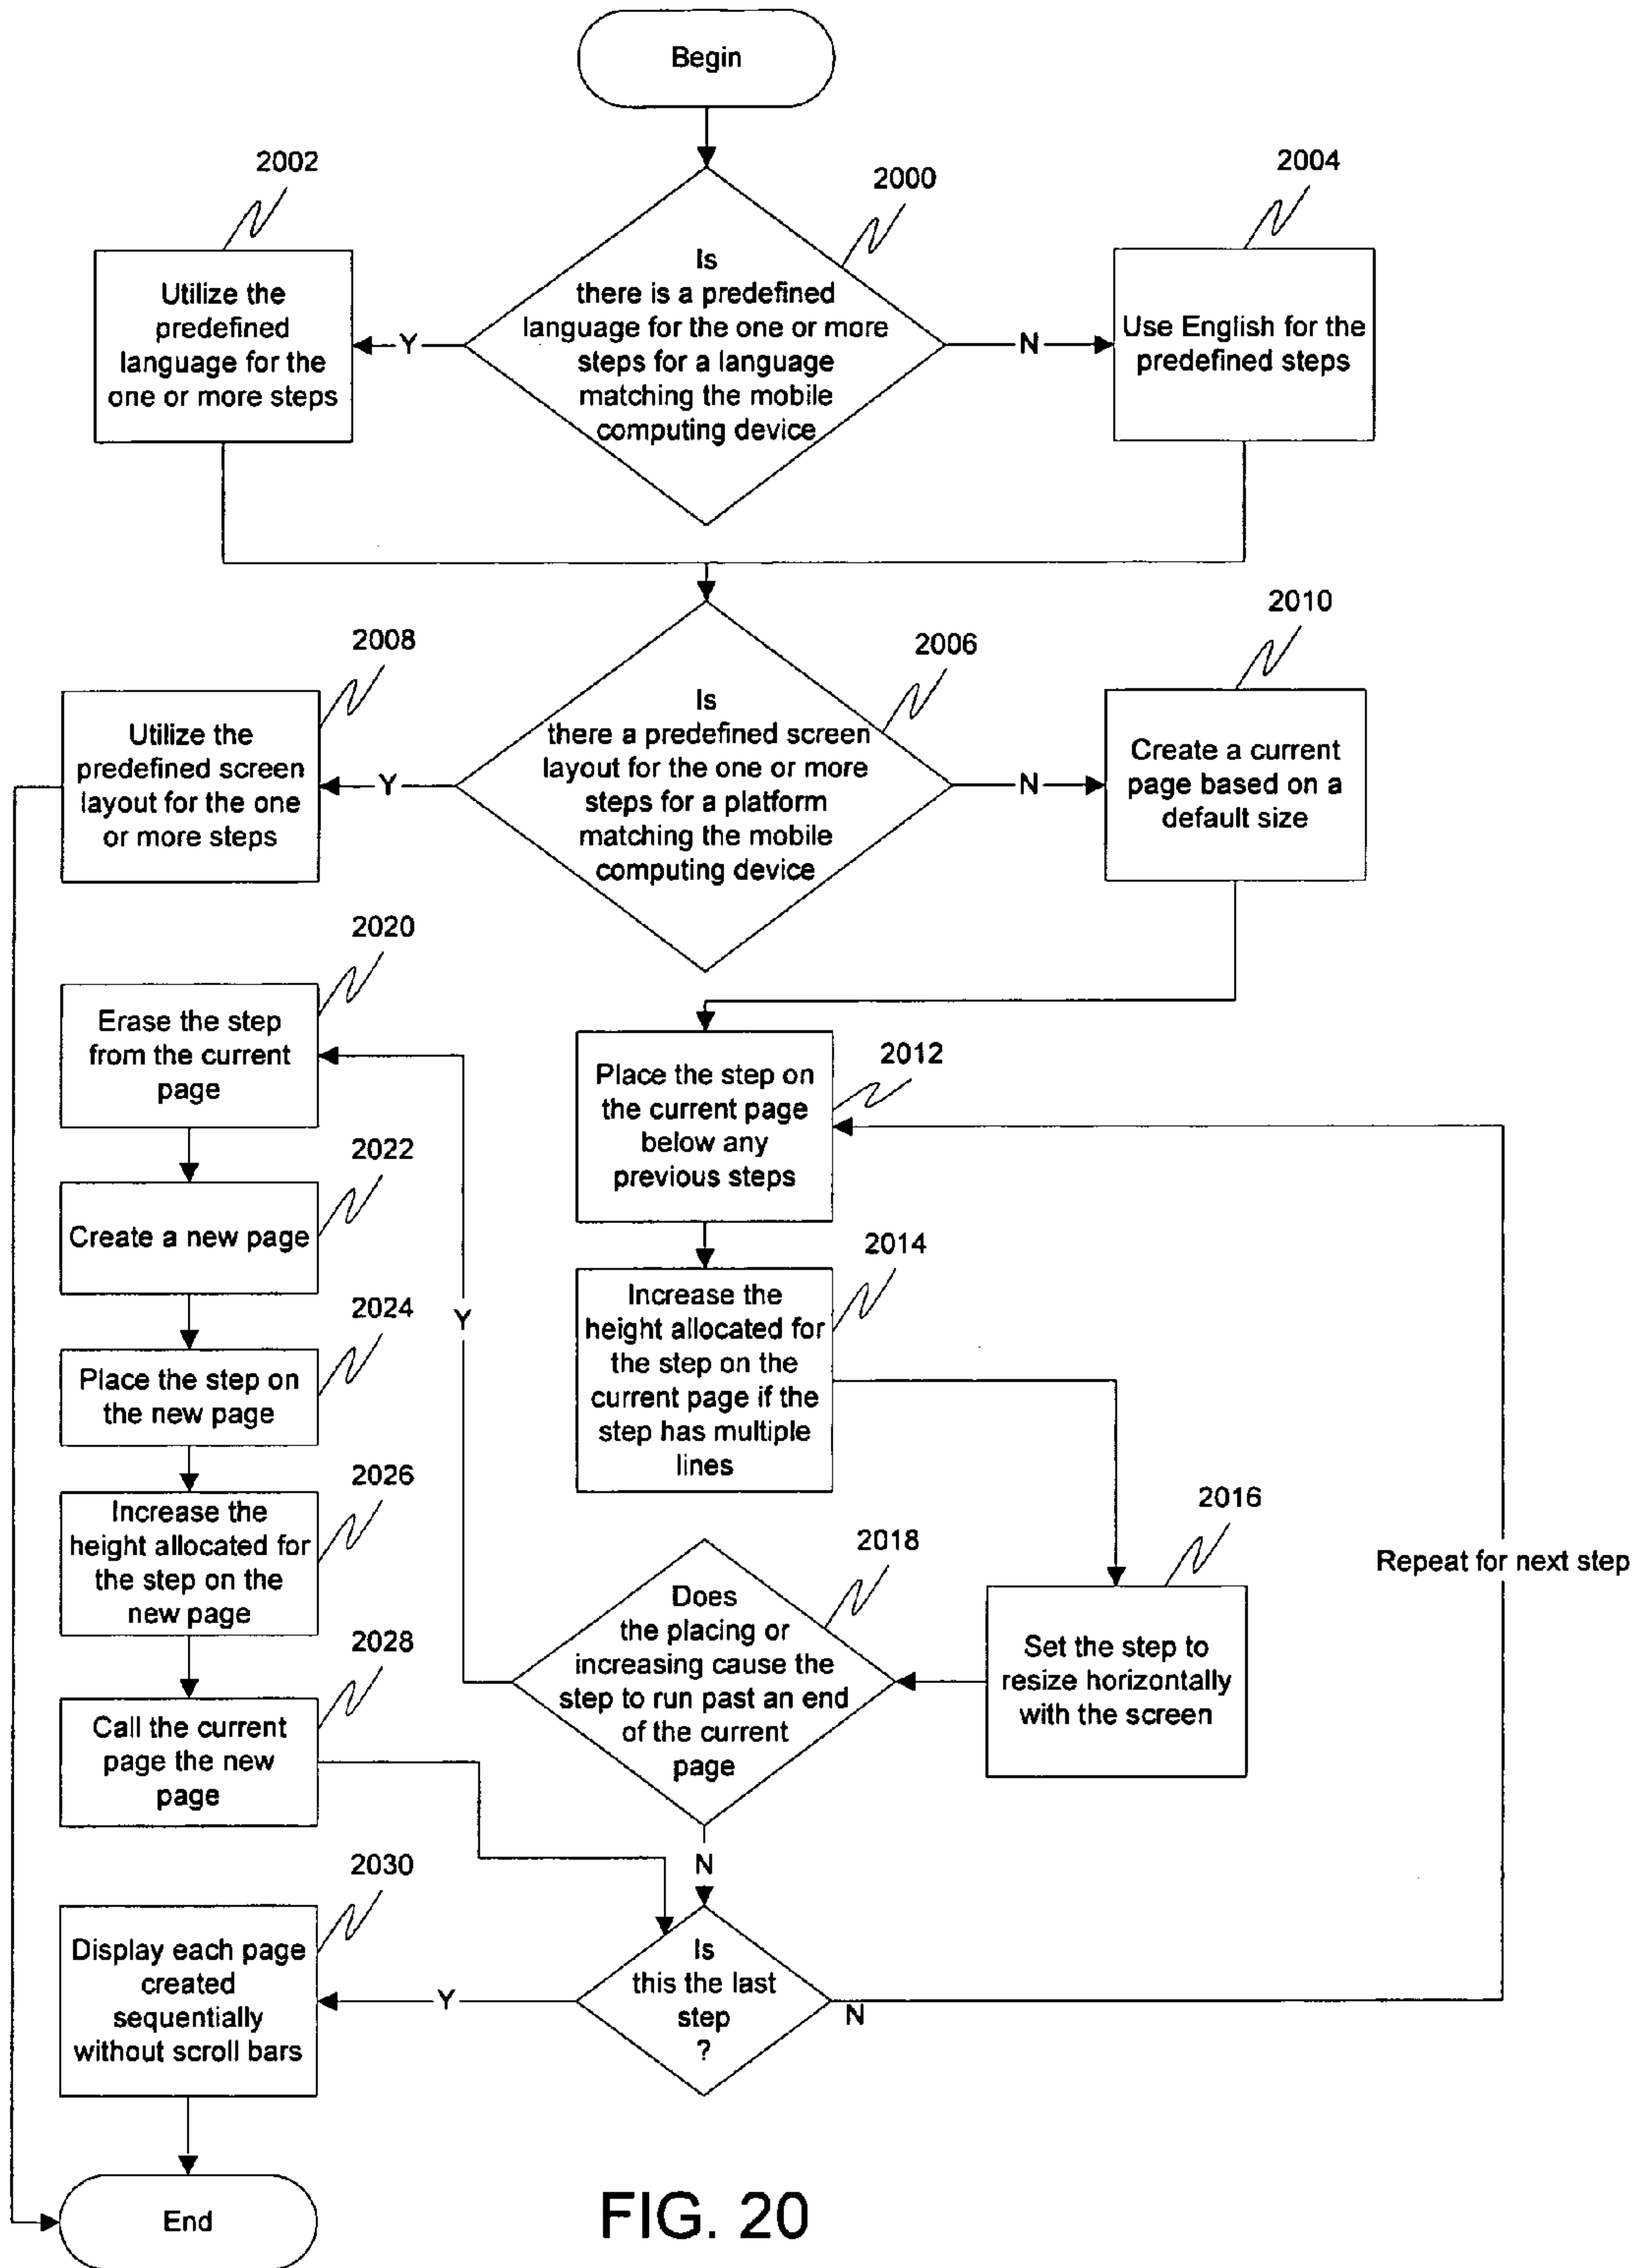 Begin
2002
2000
2004
Utilize the
predefined
language for the
one or more steps
Y
Is
there is a predefined
language for the one or more
steps for a language
matching the mobile
computing device
N
Use English for the
predefined steps
2008
2006
2010
Utilize the
predefined screen
layout for the one
or more steps
Y
Is
there a predefined screen
layout for the one or more
steps for a platform
matching the mobile
computing device
N
Create a current
page based on a
default size
2020
Erase the step
from the current
page
2012
Place the step on
the current page
below any
previous steps
2022
Create a new page
2014
Increase the
height allocated for
the step on the
current page if the
step has multiple
lines
2024
Place the step on
the new page
Y
2026
Increase the
height allocated for
the step on the
new page
2016
Set the step to
resize horizontally
with the screen
Repeat for next step
2018
Does
the placing or
increasing cause the
step to run past an end
of the current
page
2028
Call the current
page the new
page
N
2030
Display each page
created
sequentially
without scroll bars
Y
Is
this the last
step
?
N
End
FIG. 20